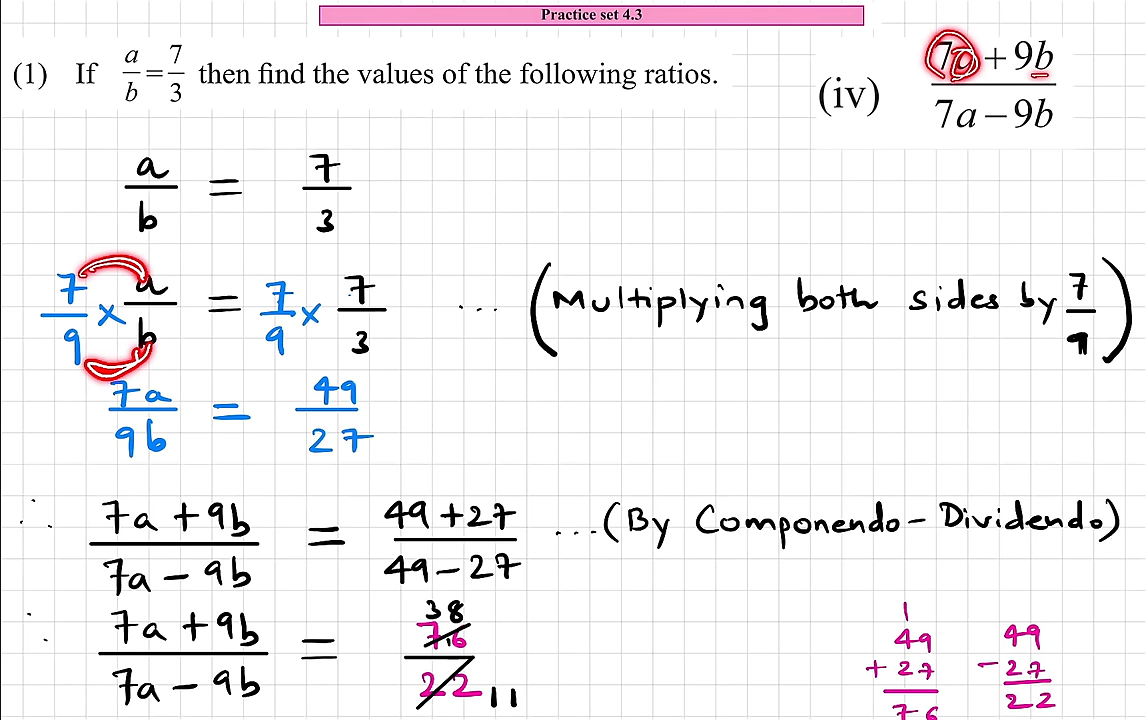 Practice set 4.3
(1) If a/b = 7/3 then find the values of the following ratios.
(iv) 7a + 9b / 7a − 9b
a/b = 7/3
7/9 × a/b = 7/9 × 7/3 ... (Multiplying both sides by 7/9)
7a/9b = 49/27
∴ 7a + 9b / 7a − 9b = 49 + 27 / 49 − 27 ... (By Componendo - Dividendo)
∴ 7a + 9b / 7a − 9b = 76 / 22
38
11
1
49
+ 27
76
49
- 27
22